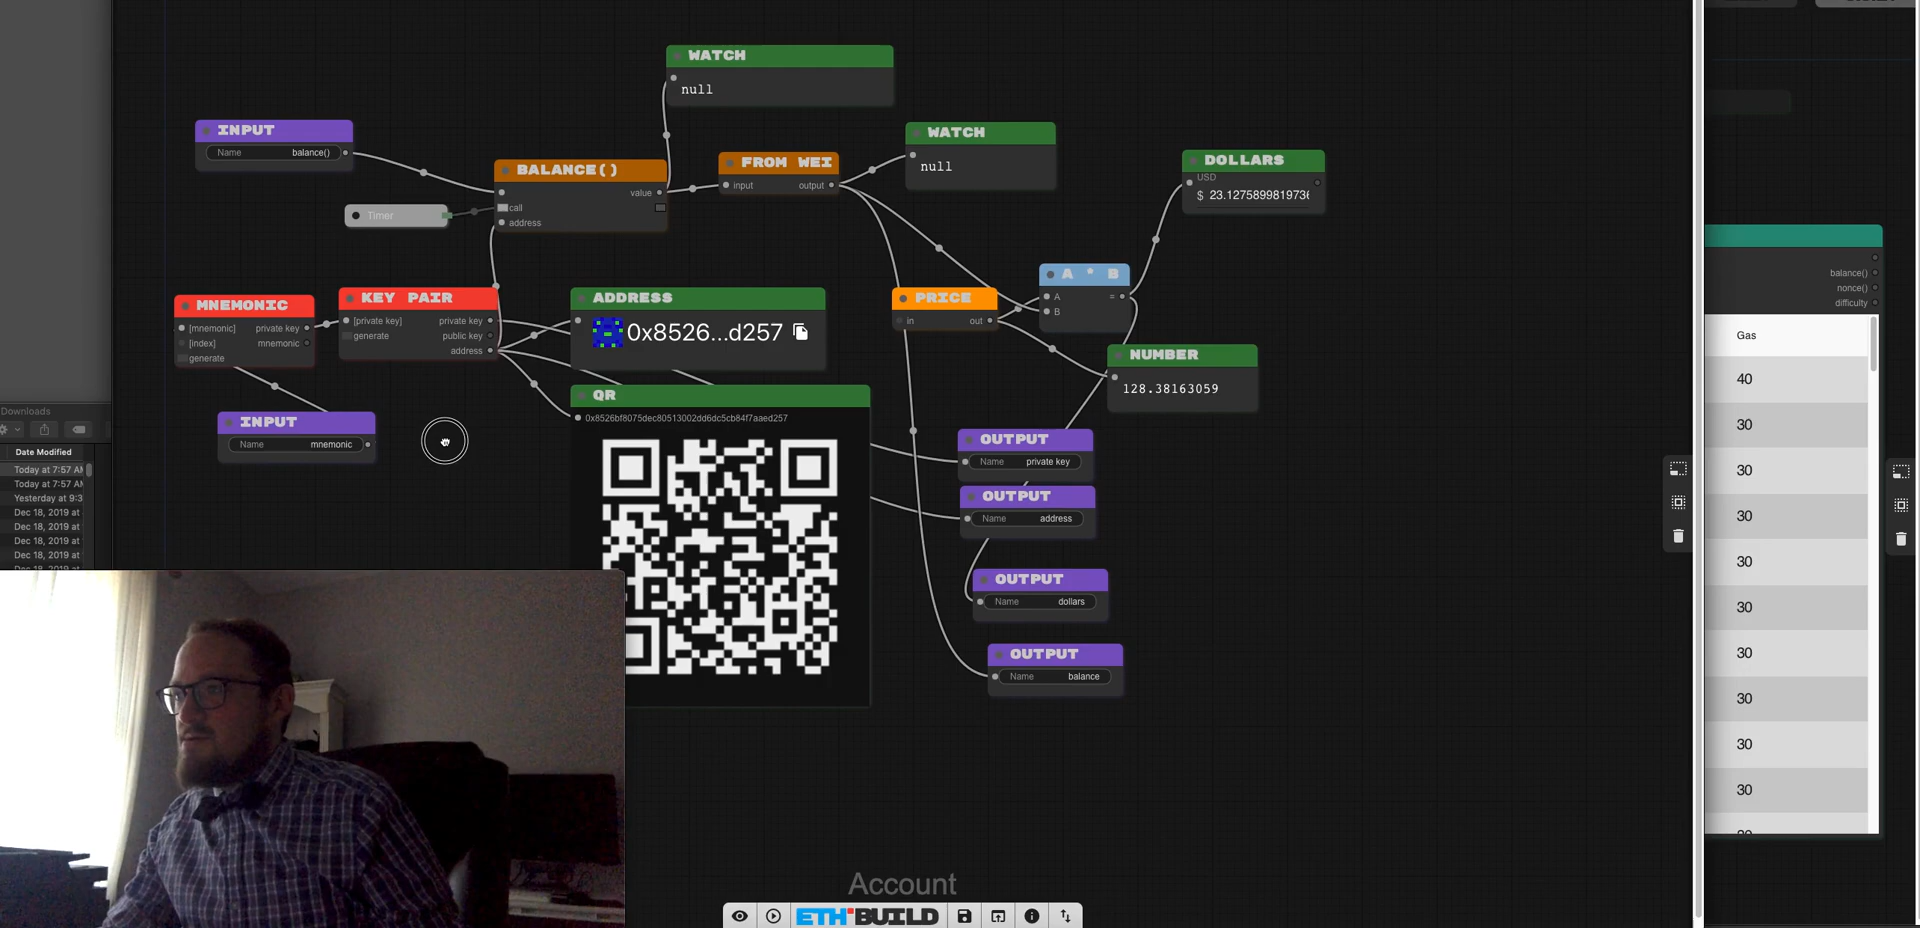 WATCH
null
INPUT
Name balance()
WATCH
null
BALANCE()
value
call
address
FROM WEI
input output
DOLLARS
USD
$ 23.1275899819736
Timer
MNEMONIC
[mnemonic] private key
[index] mnemonic
generate
KEY PAIR
[private key] private key
generate public key
address
ADDRESS
0x8526...d257
PRICE
in out
A * B
A =
B
NUMBER
128.38163059
INPUT
Name mnemonic
QR
0x8526bf8075dec80513002dd6dc5cb84f7aaed257
OUTPUT
Name private key
OUTPUT
Name address
OUTPUT
Name dollars
OUTPUT
Name balance
Downloads
Date Modified
Today at 7:57 AM
Today at 7:57 AM
Yesterday at 9:3
Dec 18, 2019 at
Dec 18, 2019 at
Dec 18, 2019 at
Dec 18, 2019 at
Dec 18, 2019 at
balance()
nonce()
difficulty
Gas
40
30
30
30
30
30
30
30
30
30
Account
ETH.BUILD